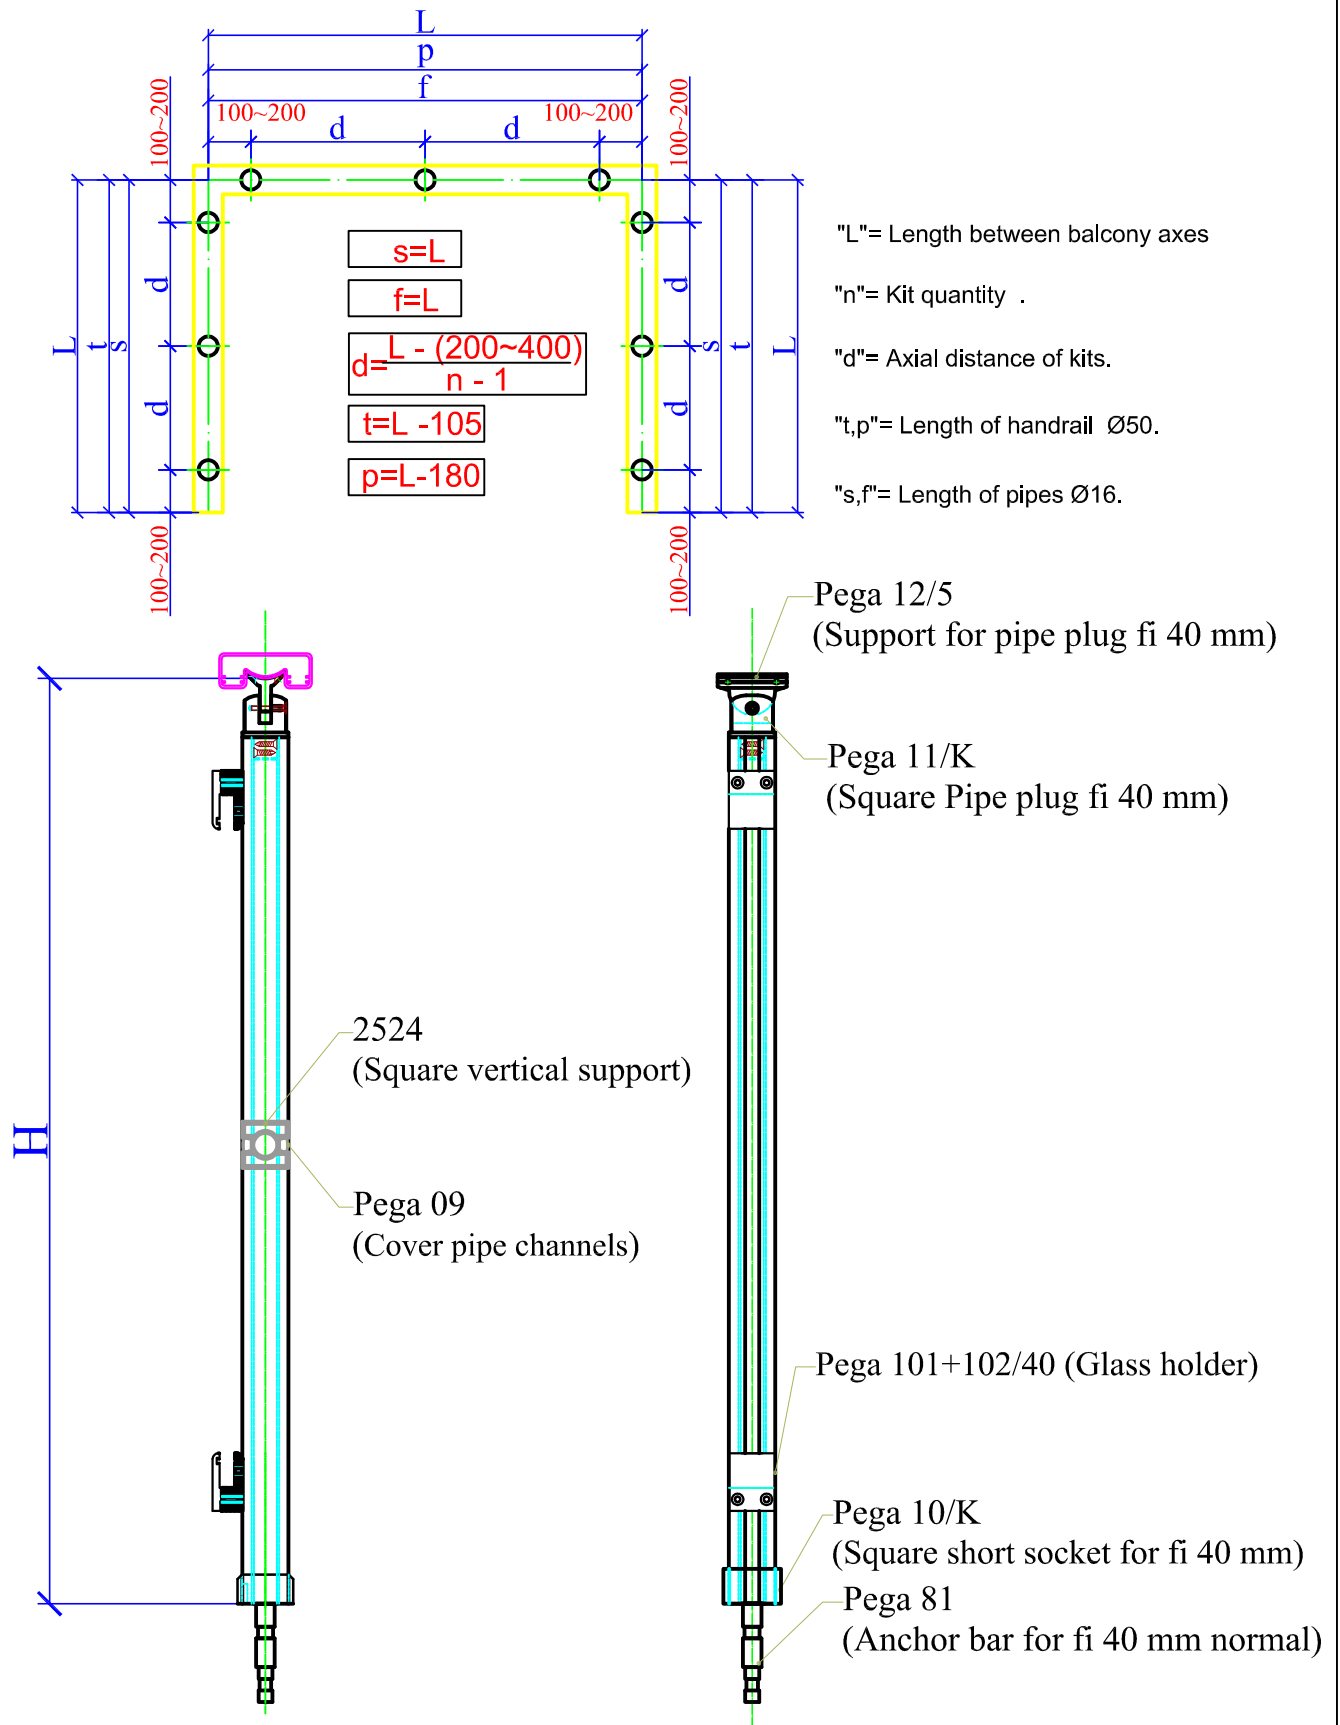 L
p
f
100~200
100~200
100~200
100~200
d
d
d
d
d
d
L
t
s
s
t
L
s=L
f=L
d=L - (200~400)
n - 1
t=L -105
p=L-180
100~200
100~200
"L"= Length between balcony axes
"n"= Kit quantity .
"d"= Axial distance of kits.
"t,p"= Length of handrail Ø50.
"s,f"= Length of pipes Ø16.
Pega 12/5
(Support for pipe plug fi 40 mm)
Pega 11/K
(Square Pipe plug fi 40 mm)
2524
(Square vertical support)
H
Pega 09
(Cover pipe channels)
Pega 101+102/40 (Glass holder)
Pega 10/K
(Square short socket for fi 40 mm)
Pega 81
(Anchor bar for fi 40 mm normal)